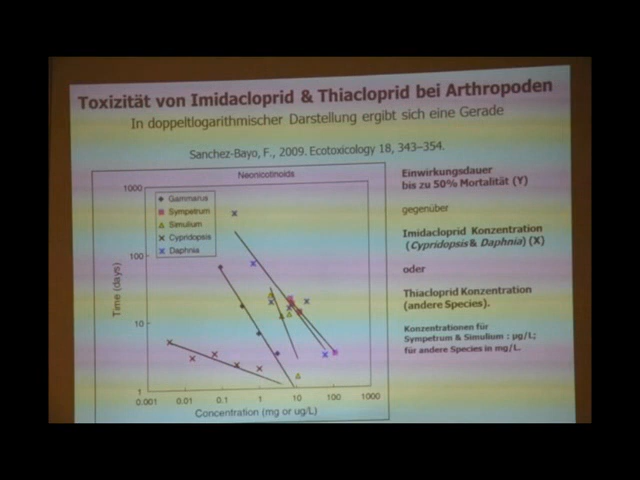 Toxizität von Imidacloprid & Thiacloprid bei Arthropoden
In doppeltlogarithmischer Darstellung ergibt sich eine Gerade
Sanchez-Bayo, F., 2009. Ecotoxicology 18, 343–354.
Neonicotinoids
1000
100
10
1
Time (days)
Gammarus
Sympetrum
Simulium
Cypridopsis
Daphnia
0.001 0.01 0.1 1 10 100 1000
Concentration (mg or ug/L)
Einwirkungsdauer
bis zu 50% Mortalität (Y)
gegenüber
Imidacloprid Konzentration
(Cypridopsis & Daphnia) (X)
oder
Thiacloprid Konzentration
(andere Species).
Konzentrationen für
Sympetrum & Simulium : µg/L;
für andere Species in mg/L.